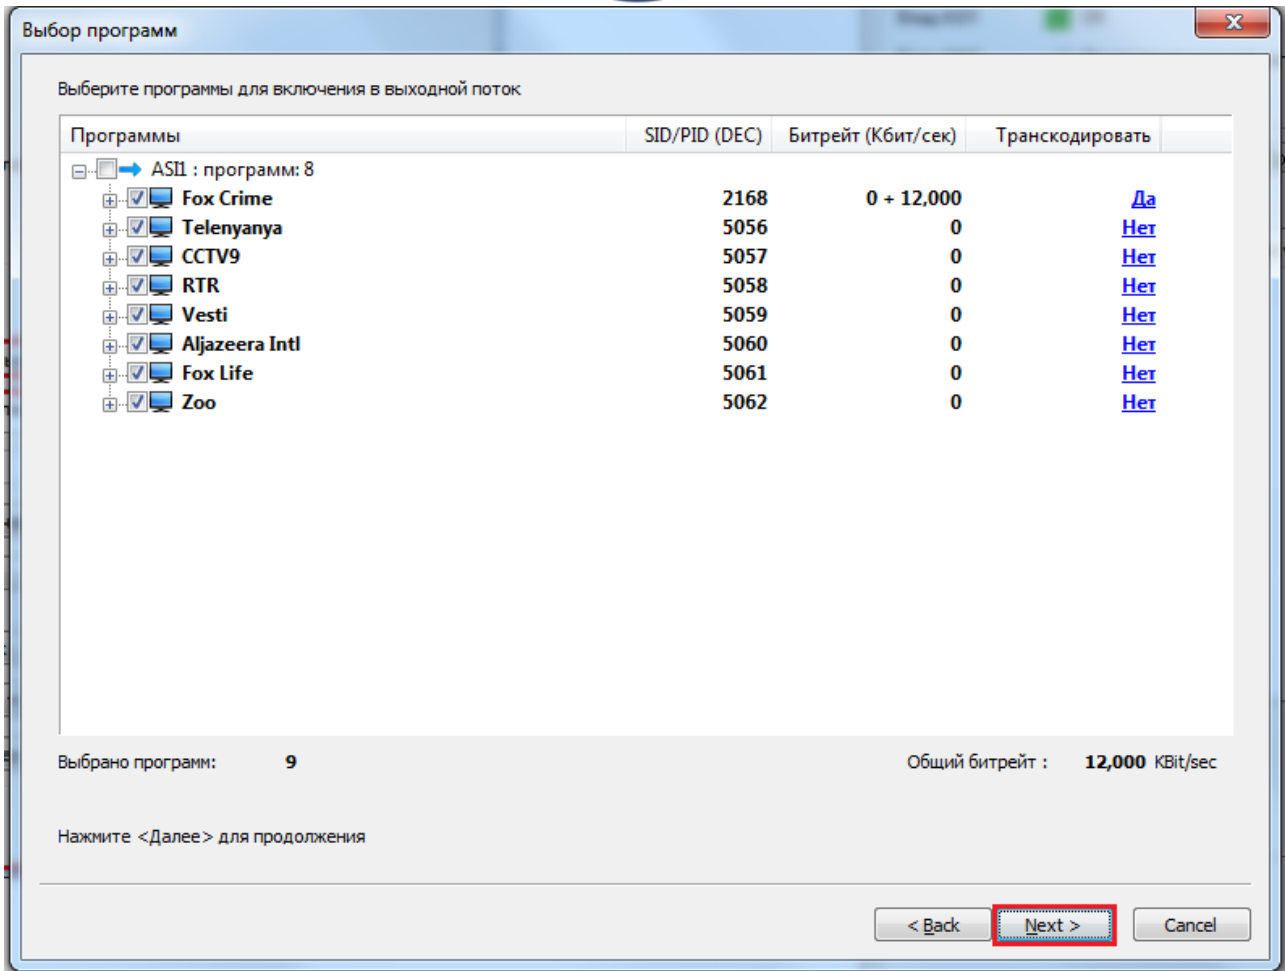 Выбор программ
Выберите программы для включения в выходной поток
Программы SID/PID (DEC) Битрейт (Кбит/сек) Транскодировать
ASI1 : программ: 8
Fox Crime 2168 0 + 12,000 Да
Telenyanya 5056 0 Нет
CCTV9 5057 0 Нет
RTR 5058 0 Нет
Vesti 5059 0 Нет
Aljazeera Intl 5060 0 Нет
Fox Life 5061 0 Нет
Zoo 5062 0 Нет
Выбрано программ: 9 Общий битрейт : 12,000 KBit/sec
Нажмите <Далее> для продолжения
< Back Next > Cancel